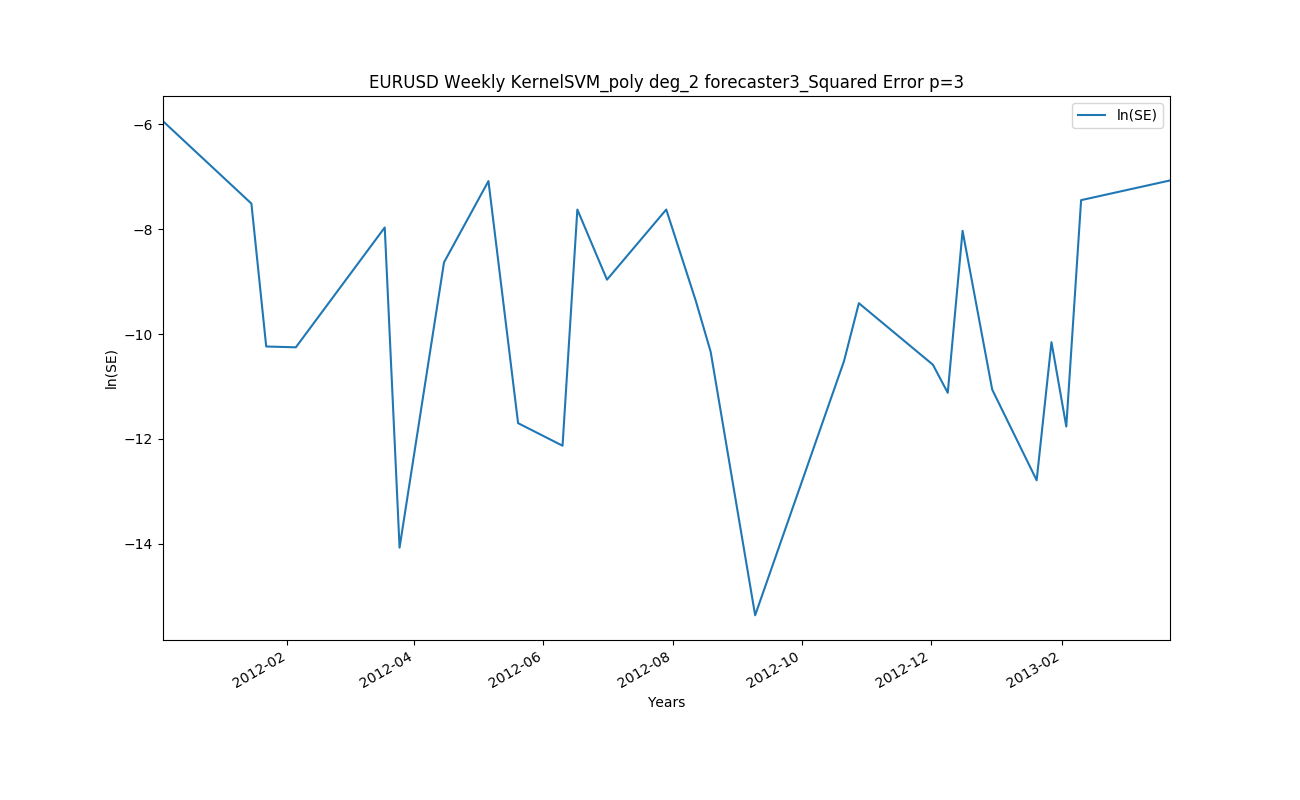 EURUSD Weekly KernelSVM_poly deg_2 forecaster3_Squared Error p=3
ln(SE)
−6
−8
−10
−12
−14
ln(SE)
2012-02 2012-04 2012-06 2012-08 2012-10 2012-12 2013-02
Years